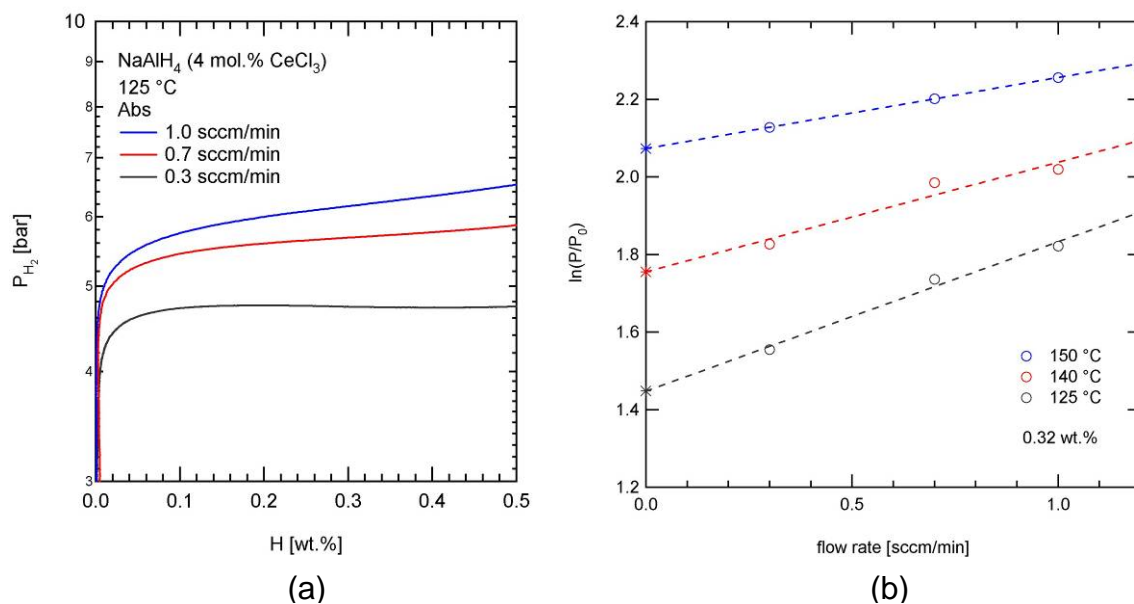 10
9
8
7
6
5
4
3
P_H2 [bar]
NaAlH4 (4 mol.% CeCl3)
125 °C
Abs
1.0 sccm/min
0.7 sccm/min
0.3 sccm/min
0.0 0.1 0.2 0.3 0.4 0.5
H [wt.%]
(a)
2.4
2.2
2.0
1.8
1.6
1.4
1.2
ln(P/P0)
150 °C
140 °C
125 °C
0.32 wt.%
0.0 0.5 1.0
flow rate [sccm/min]
(b)